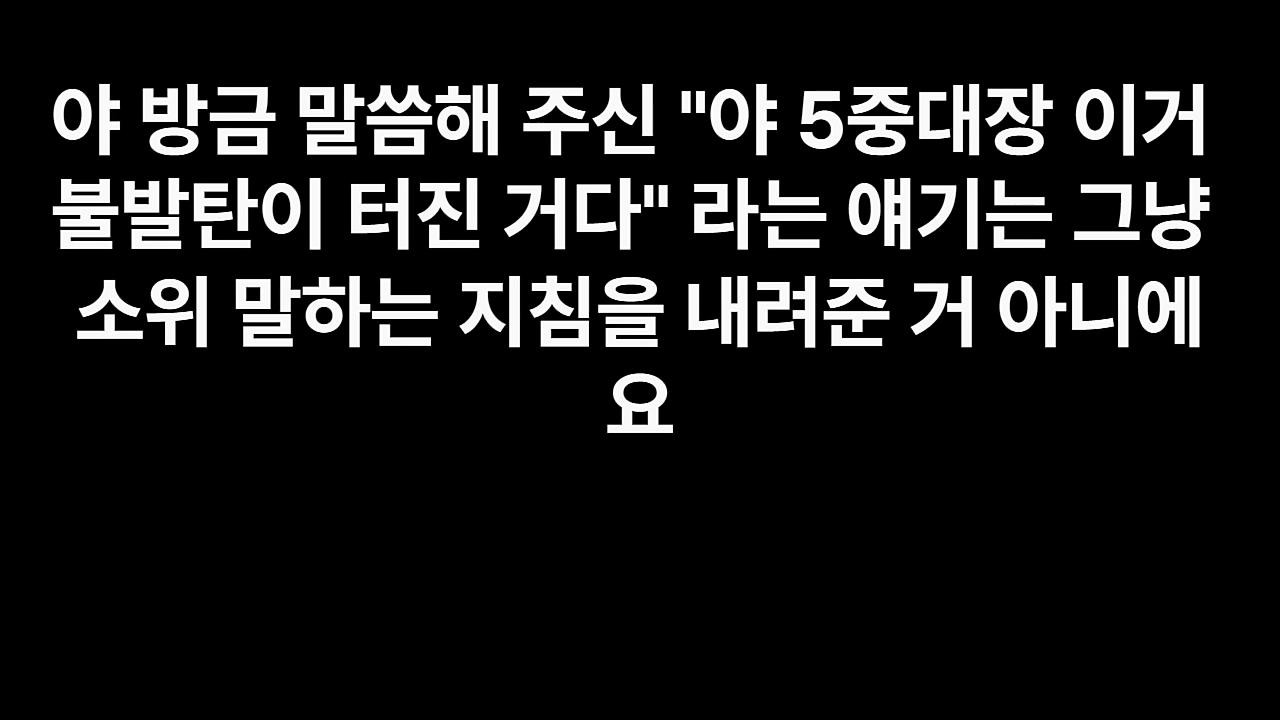 야 방금 말씀해 주신 "야 5중대장 이거
불발탄이 터진 거다" 라는 얘기는 그냥
소위 말하는 지침을 내려준 거 아니에
요